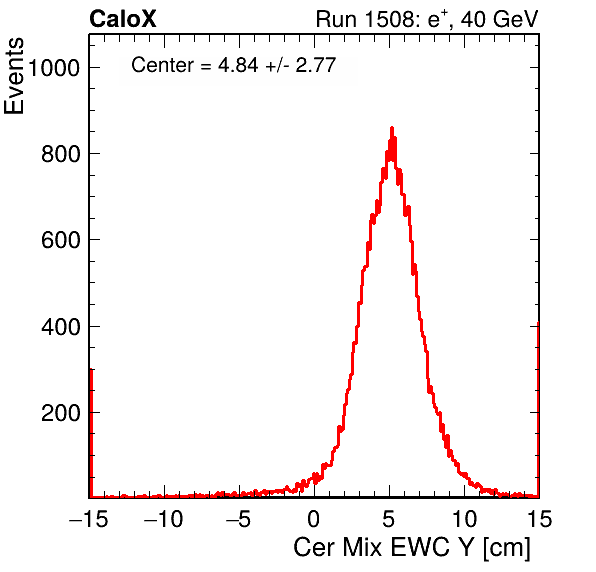 CaloX
Run 1508: e+, 40 GeV
Events
Center = 4.84 +/- 2.77
1000
800
600
400
200
−15 −10 −5 0 5 10 15
Cer Mix EWC Y [cm]